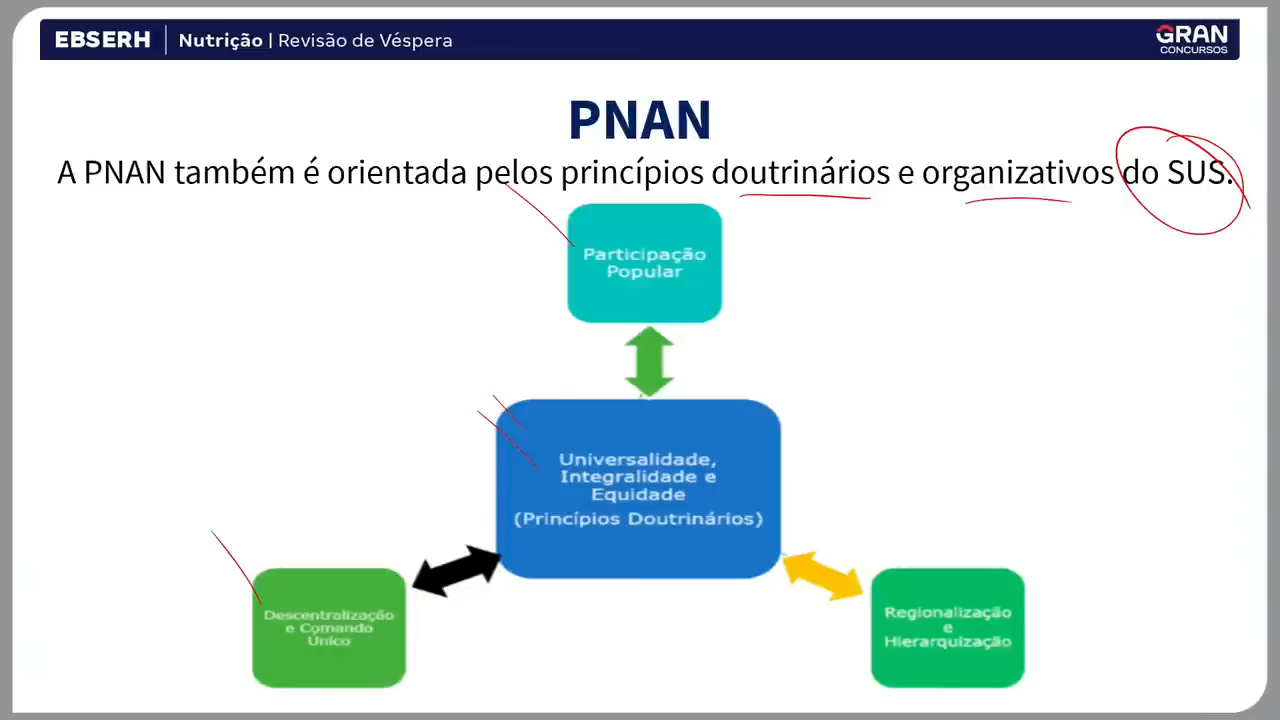 EBSERH | Nutrição | Revisão de Véspera
GRAN
CONCURSOS
PNAN
A PNAN também é orientada pelos princípios doutrinários e organizativos do SUS.
Participação
Popular
Universalidade,
Integralidade e
Equidade
(Princípios Doutrinários)
Descentralização
e Comando
Único
Regionalização
e
Hierarquização